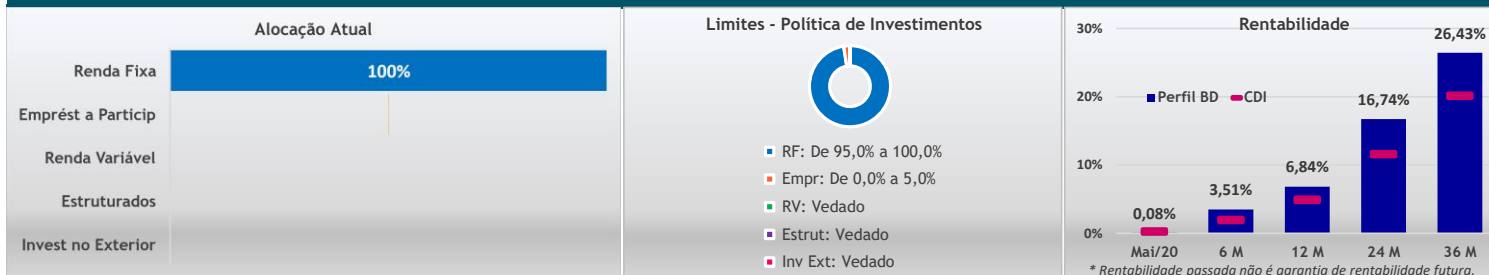 Alocação Atual
Renda Fixa
100%
Emprést a Particip
Renda Variável
Estruturados
Invest no Exterior
Limites - Política de Investimentos
RF: De 95,0% a 100,0%
Empr: De 0,0% a 5,0%
RV: Vedado
Estrut: Vedado
Inv Ext: Vedado
Rentabilidade
30%
20%
10%
0%
Perfil BD CDI
0,08%
3,51%
6,84%
16,74%
26,43%
Mai/20 6 M 12 M 24 M 36 M
* Rentabilidade passada não é garantia de rentabilidade futura.